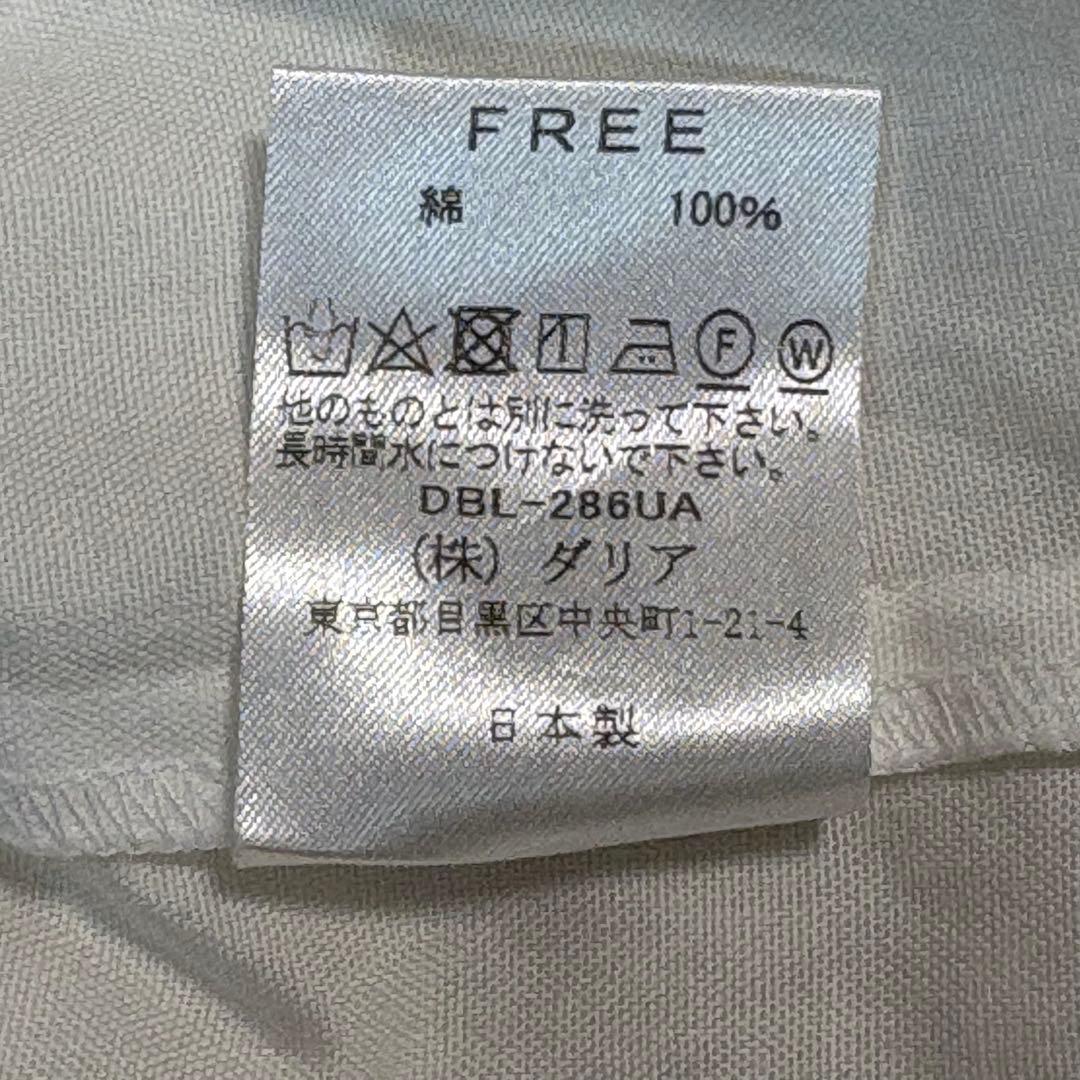 FREE
綿 100%
F W
他のものとは別に洗って下さい。
長時間水につけないで下さい。
DBL-286UA
(株) ダリア
東京都目黒区中央町1-21-4
日本製